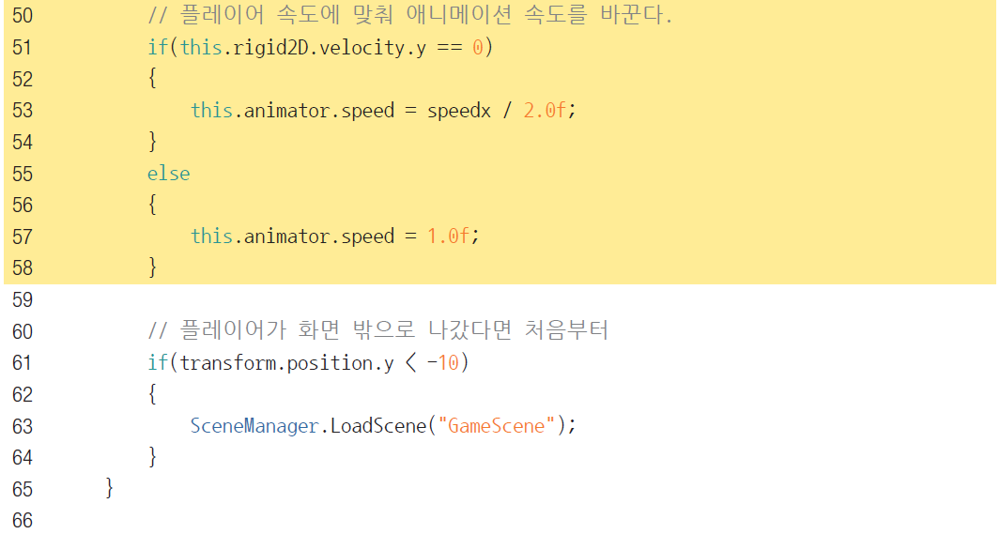 50 // 플레이어 속도에 맞춰 애니메이션 속도를 바꾼다.
51 if(this.rigid2D.velocity.y == 0)
52 {
53 this.animator.speed = speedx / 2.0f;
54 }
55 else
56 {
57 this.animator.speed = 1.0f;
58 }
59
60 // 플레이어가 화면 밖으로 나갔다면 처음부터
61 if(transform.position.y < -10)
62 {
63 SceneManager.LoadScene("GameScene");
64 }
65 }
66